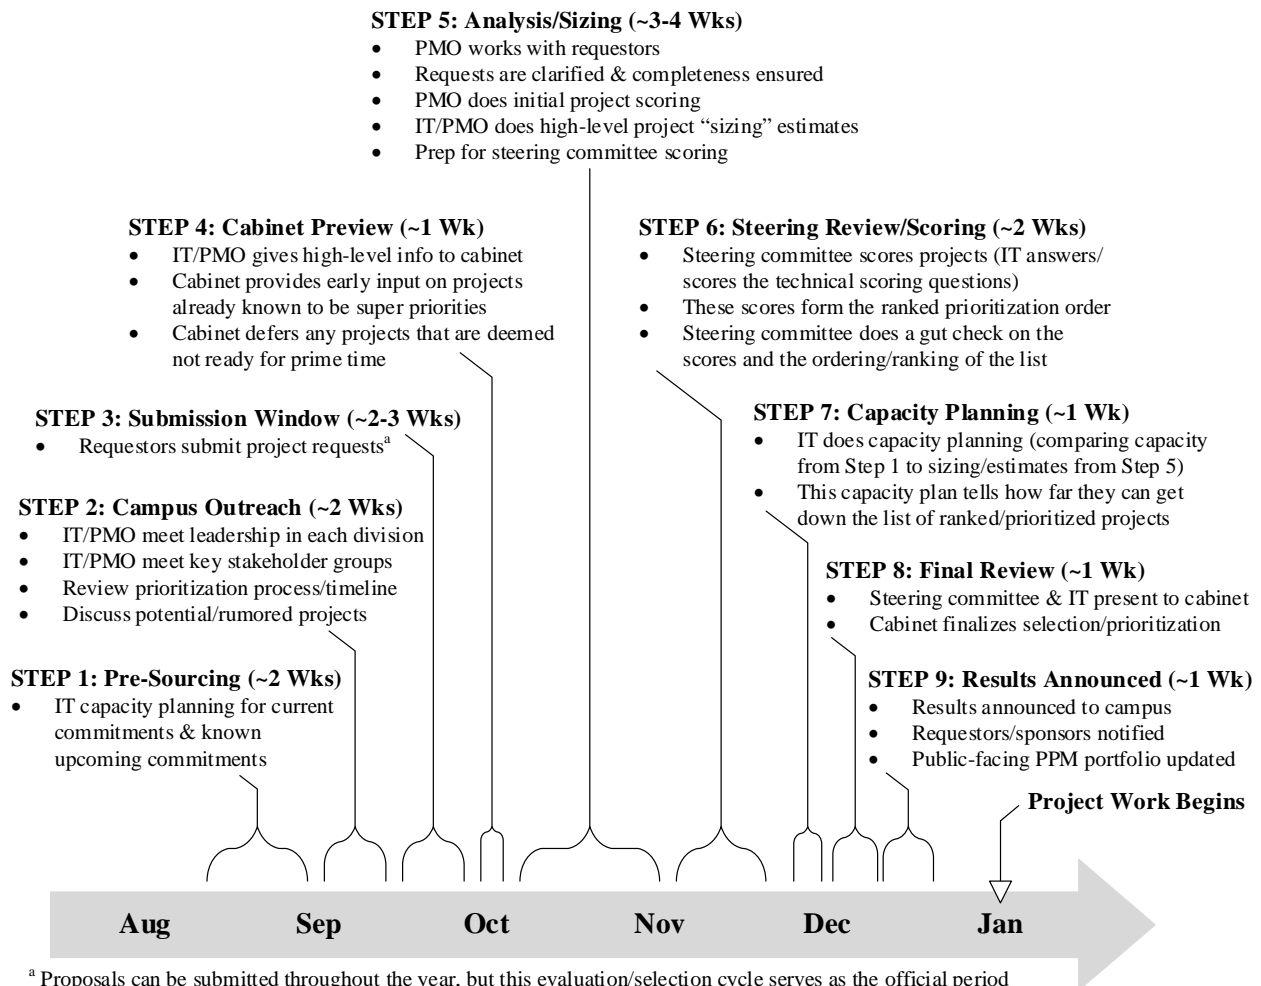 STEP 5: Analysis/Sizing (~3-4 Wks)
• PMO works with requestors
• Requests are clarified & completeness ensured
• PMO does initial project scoring
• IT/PMO does high-level project “sizing” estimates
• Prep for steering committee scoring
STEP 4: Cabinet Preview (~1 Wk)
• IT/PMO gives high-level info to cabinet
• Cabinet provides early input on projects
already known to be super priorities
• Cabinet defers any projects that are deemed
not ready for prime time
STEP 6: Steering Review/Scoring (~2 Wks)
• Steering committee scores projects (IT answers/
scores the technical scoring questions)
• These scores form the ranked prioritization order
• Steering committee does a gut check on the
scores and the ordering/ranking of the list
STEP 3: Submission Window (~2-3 Wks)
• Requestors submit project requestsᵃ
STEP 7: Capacity Planning (~1 Wk)
• IT does capacity planning (comparing capacity
from Step 1 to sizing/estimates from Step 5)
• This capacity plan tells how far they can get
down the list of ranked/prioritized projects
STEP 2: Campus Outreach (~2 Wks)
• IT/PMO meet leadership in each division
• IT/PMO meet key stakeholder groups
• Review prioritization process/timeline
• Discuss potential/rumored projects
STEP 8: Final Review (~1 Wk)
• Steering committee & IT present to cabinet
• Cabinet finalizes selection/prioritization
STEP 1: Pre-Sourcing (~2 Wks)
• IT capacity planning for current
commitments & known
upcoming commitments
STEP 9: Results Announced (~1 Wk)
• Results announced to campus
• Requestors/sponsors notified
• Public-facing PPM portfolio updated
Project Work Begins
Aug Sep Oct Nov Dec Jan
ᵃ Proposals can be submitted throughout the year, but this evaluation/selection cycle serves as the official period